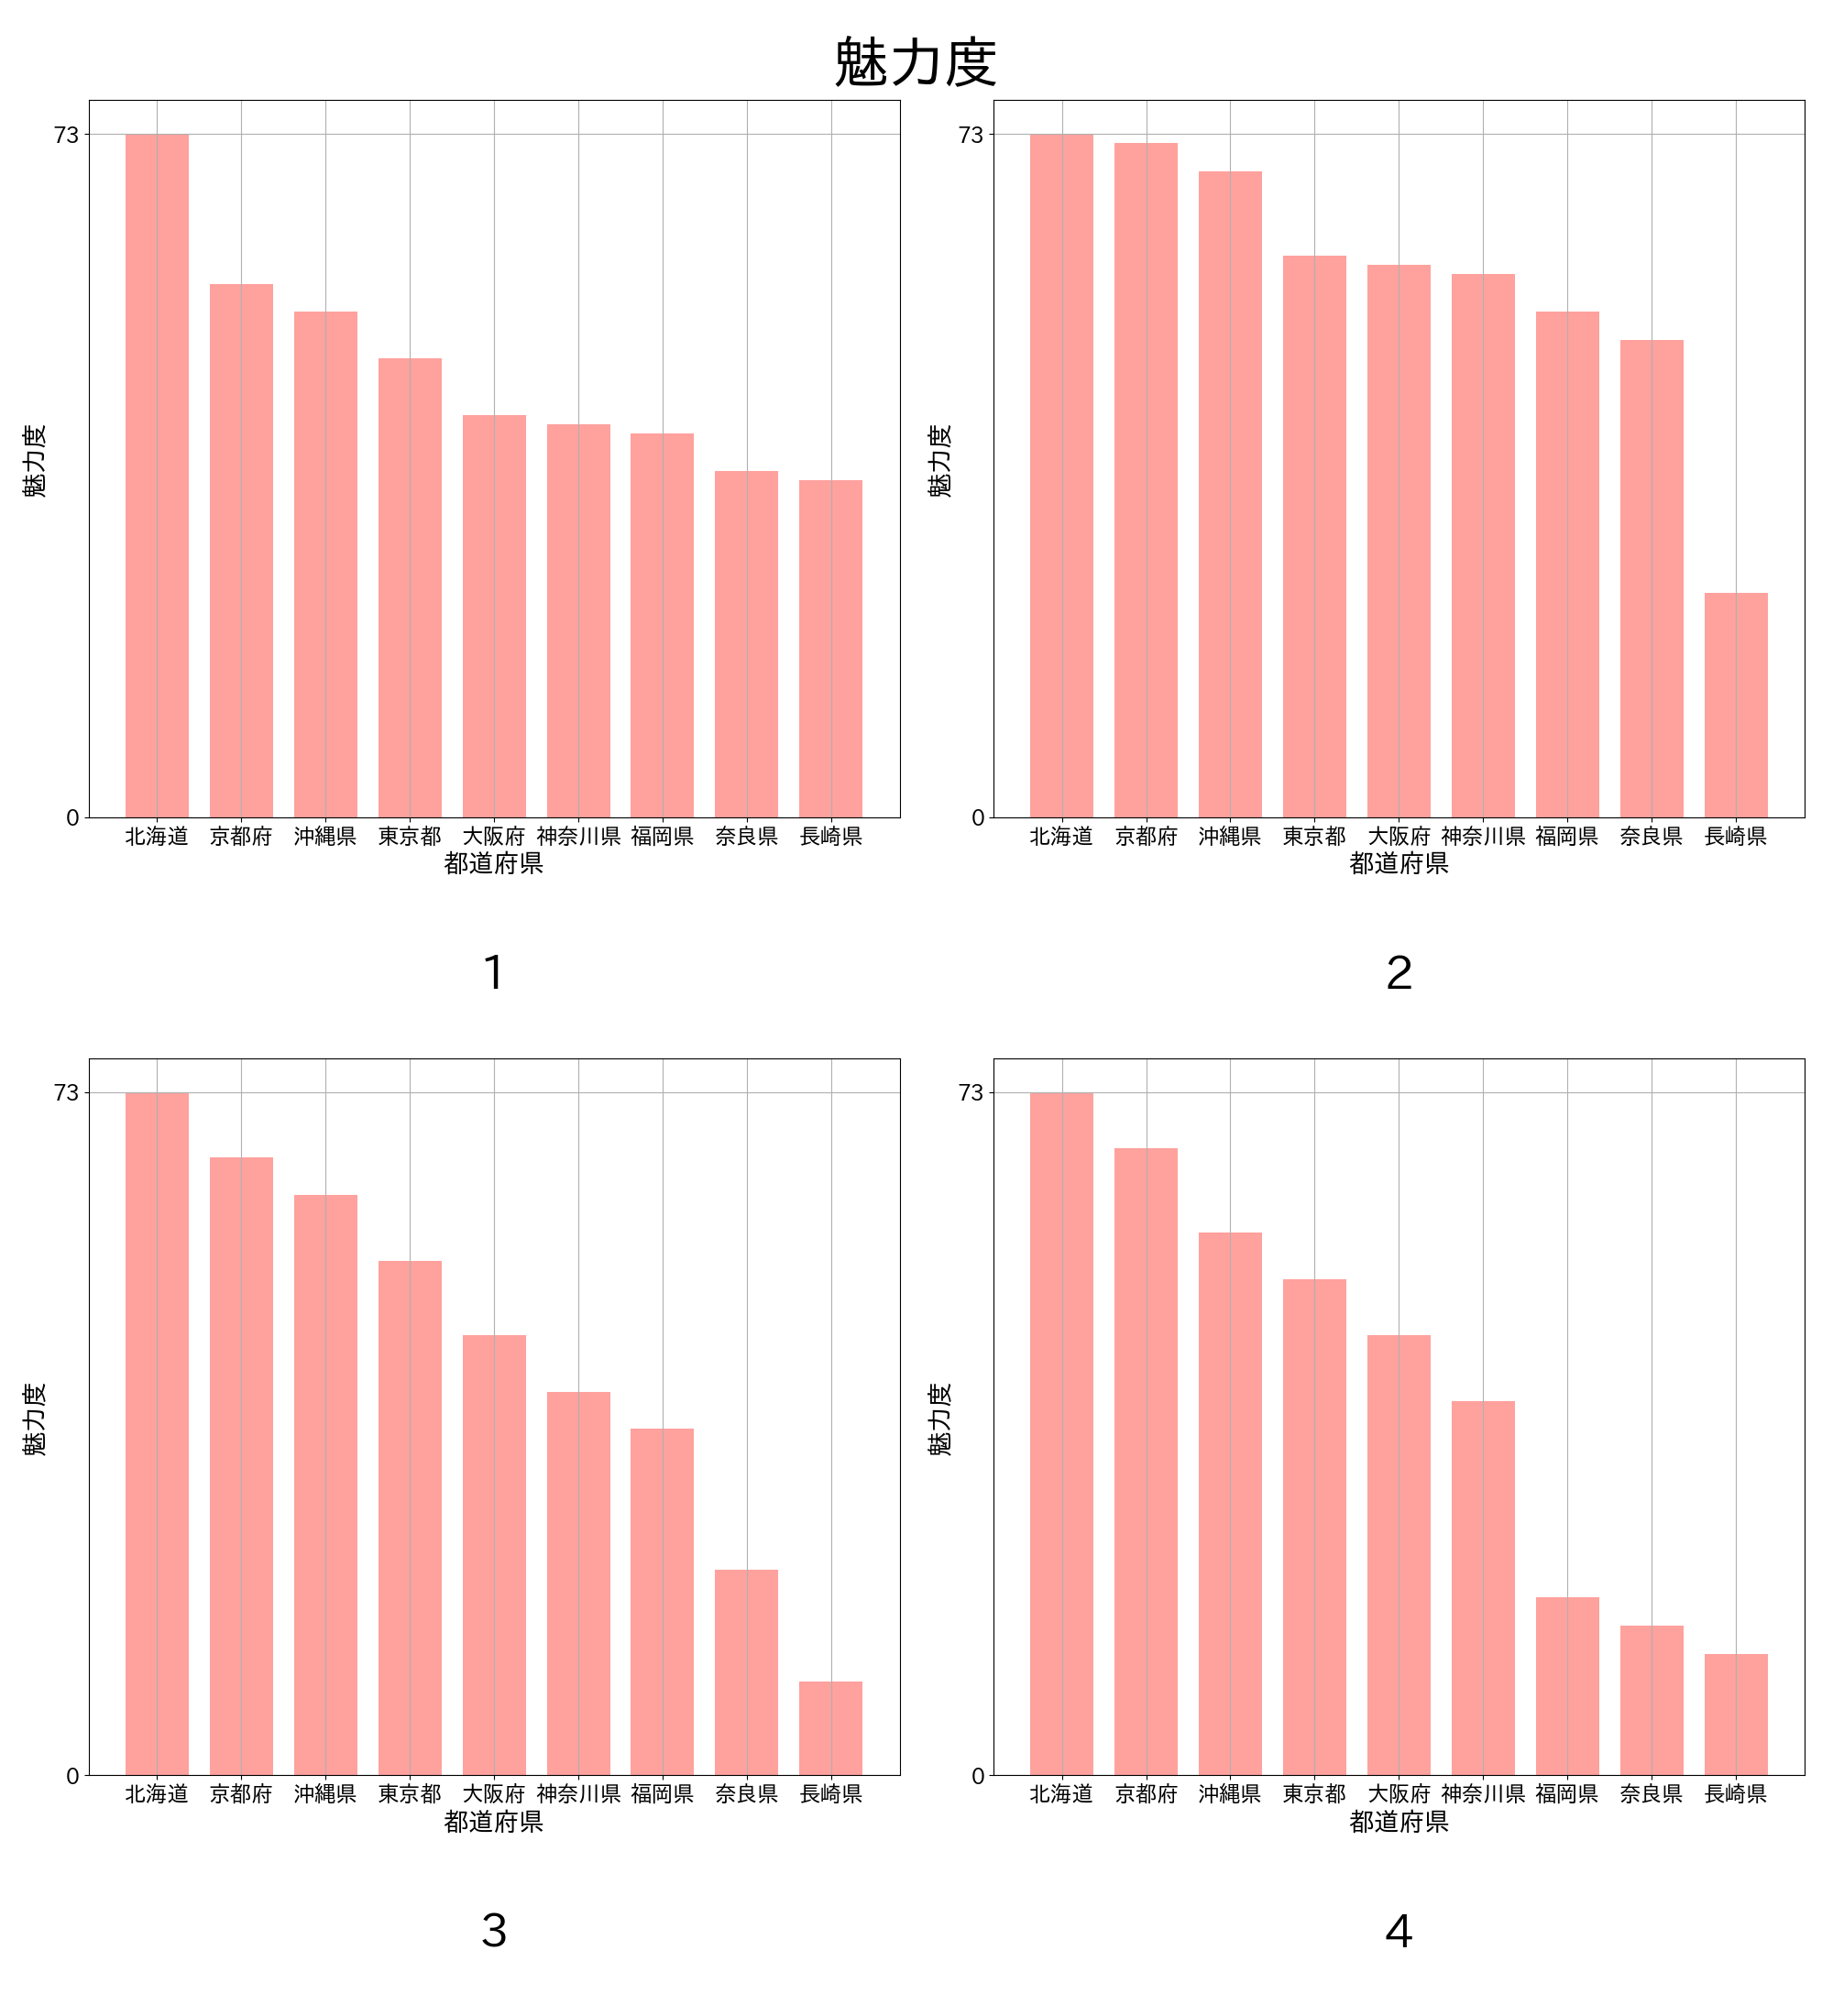 魅力度
73
0
魅力度
北海道 京都府 沖縄県 東京都 大阪府 神奈川県 福岡県 奈良県 長崎県
都道府県
1
73
0
魅力度
北海道 京都府 沖縄県 東京都 大阪府 神奈川県 福岡県 奈良県 長崎県
都道府県
2
73
0
魅力度
北海道 京都府 沖縄県 東京都 大阪府 神奈川県 福岡県 奈良県 長崎県
都道府県
3
73
0
魅力度
北海道 京都府 沖縄県 東京都 大阪府 神奈川県 福岡県 奈良県 長崎県
都道府県
4